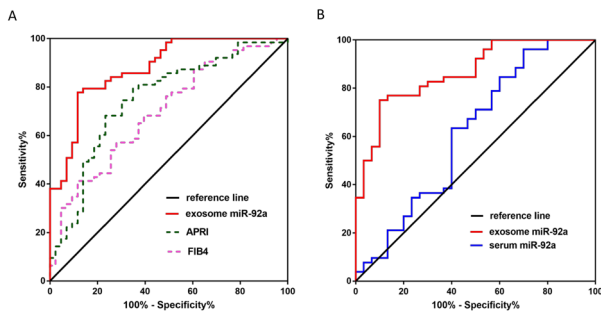 A
B
100
80
60
40
20
0
Sensitivity%
0
20
40
60
80
100
100% - Specificity%
reference line
exosome miR-92a
APRI
FIB4
100
80
60
40
20
0
Sensitivity%
0
20
40
60
80
100
100% - Specificity%
reference line
exosome miR-92a
serum miR-92a